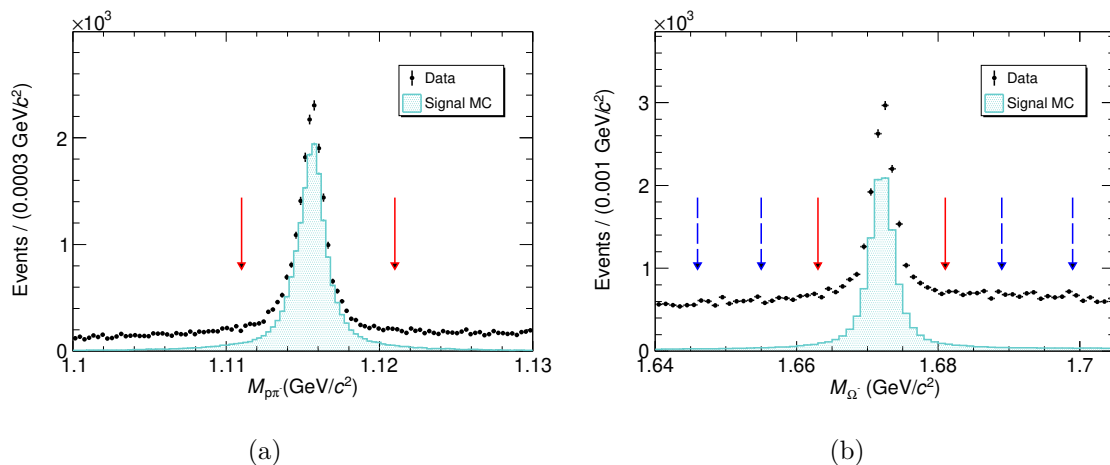 ×10³
Events / (0.0003 GeV/c²)
2
1
0
Data
Signal MC
1.1
1.11
1.12
1.13
M_pπ⁻(GeV/c²)
(a)
×10³
Events / (0.001 GeV/c²)
3
2
1
0
Data
Signal MC
1.64
1.66
1.68
1.7
M_Ω⁻ (GeV/c²)
(b)